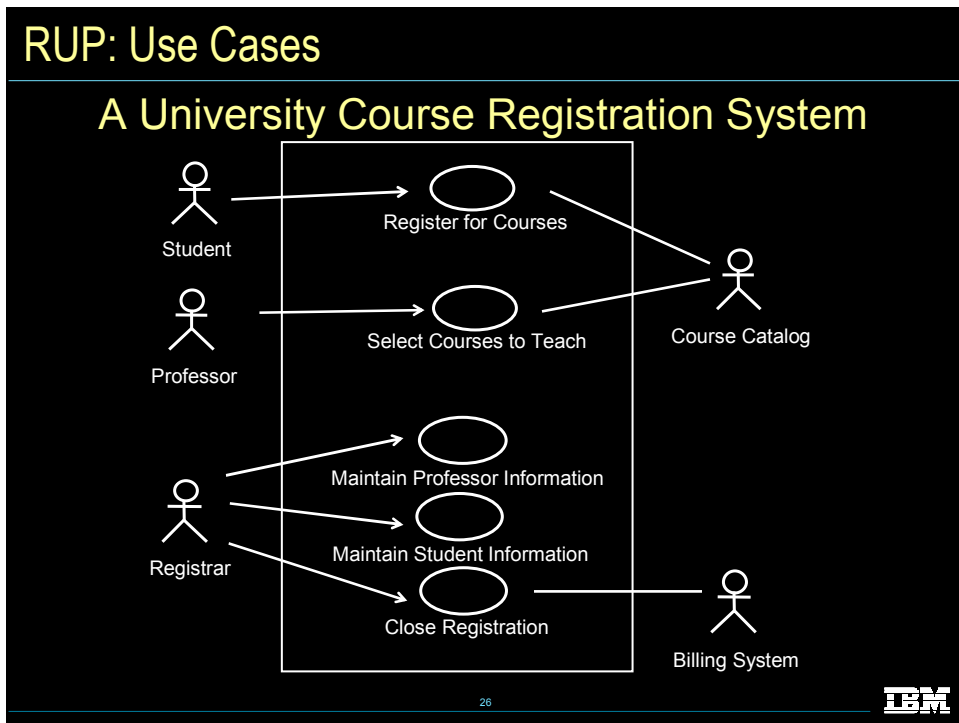 RUP: Use Cases
A University Course Registration System
Student
Register for Courses
Professor
Select Courses to Teach
Course Catalog
Maintain Professor Information
Registrar
Maintain Student Information
Close Registration
Billing System
26
IBM